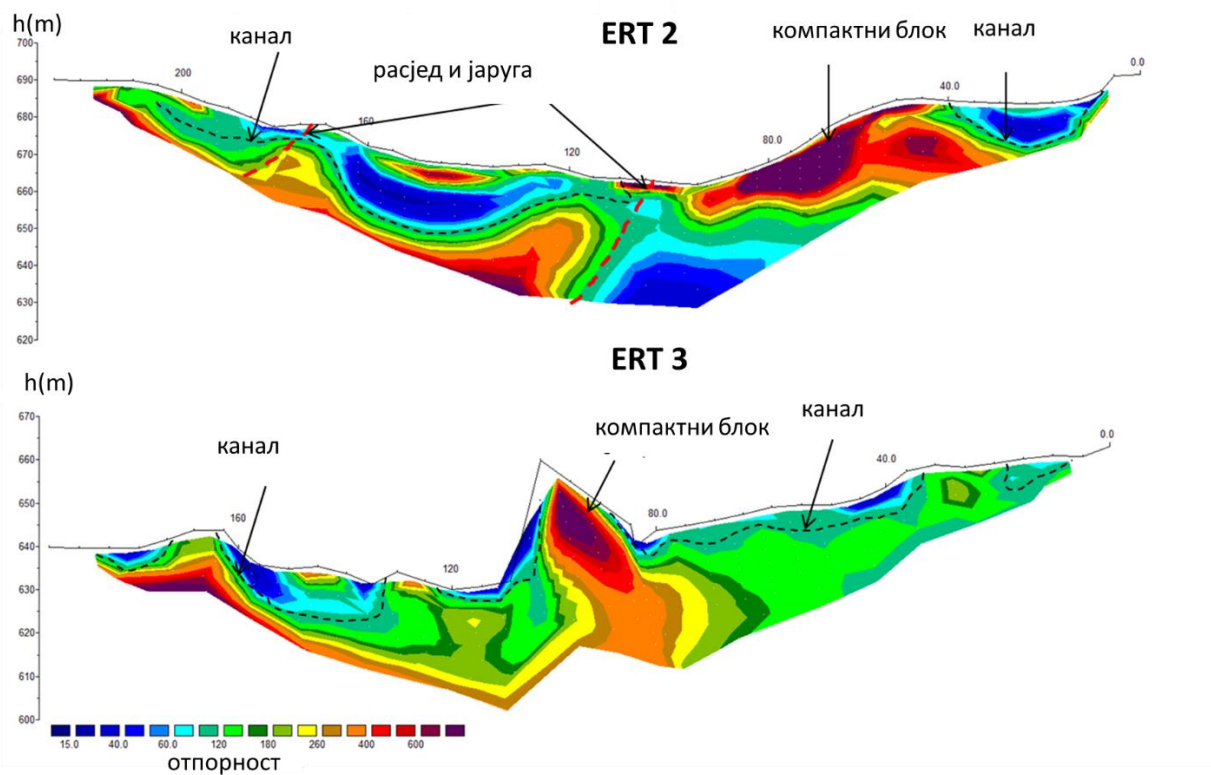 h(m)
ERT 2
700
690
680
670
660
650
640
630
620
канал
расјед и јаруга
компактни блок
канал
200
160
120
80.0
40.0
0.0
ERT 3
h(m)
670
660
650
640
630
620
610
600
канал
компактни блок
канал
160
120
80.0
40.0
0.0
15.0 40.0 60.0 120 180 260 400 600
отпорност